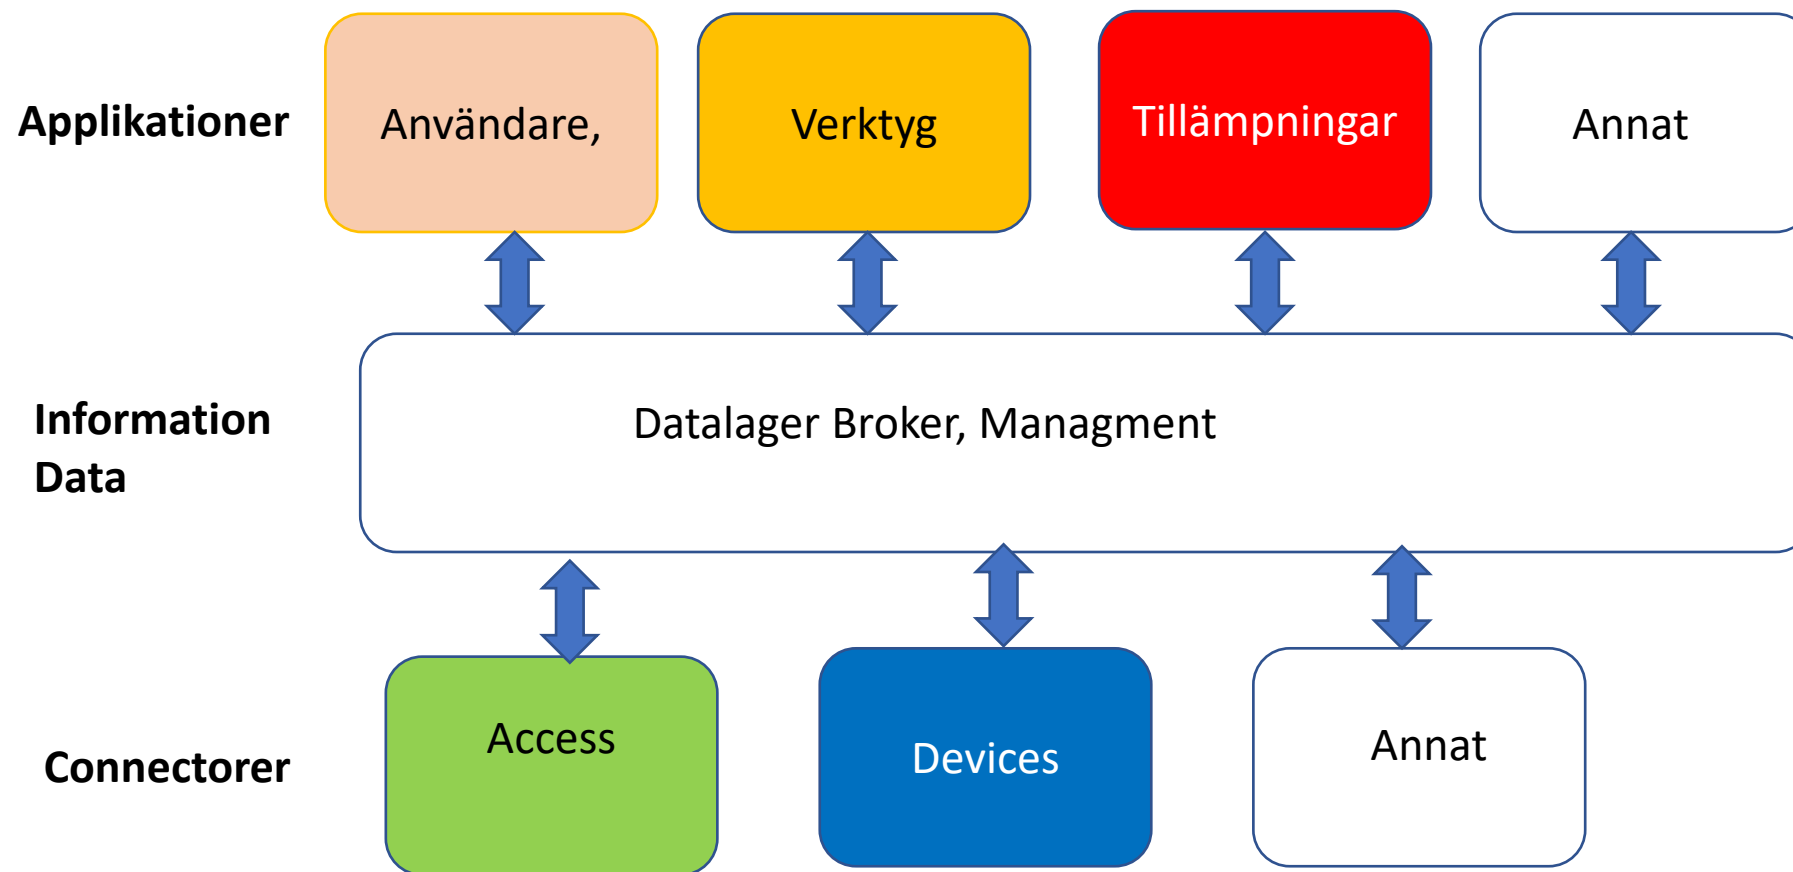 Applikationer
Användare,
Verktyg
Tillämpningar
Annat
Information
Data
Datalager Broker, Managment
Connectorer
Access
Devices
Annat